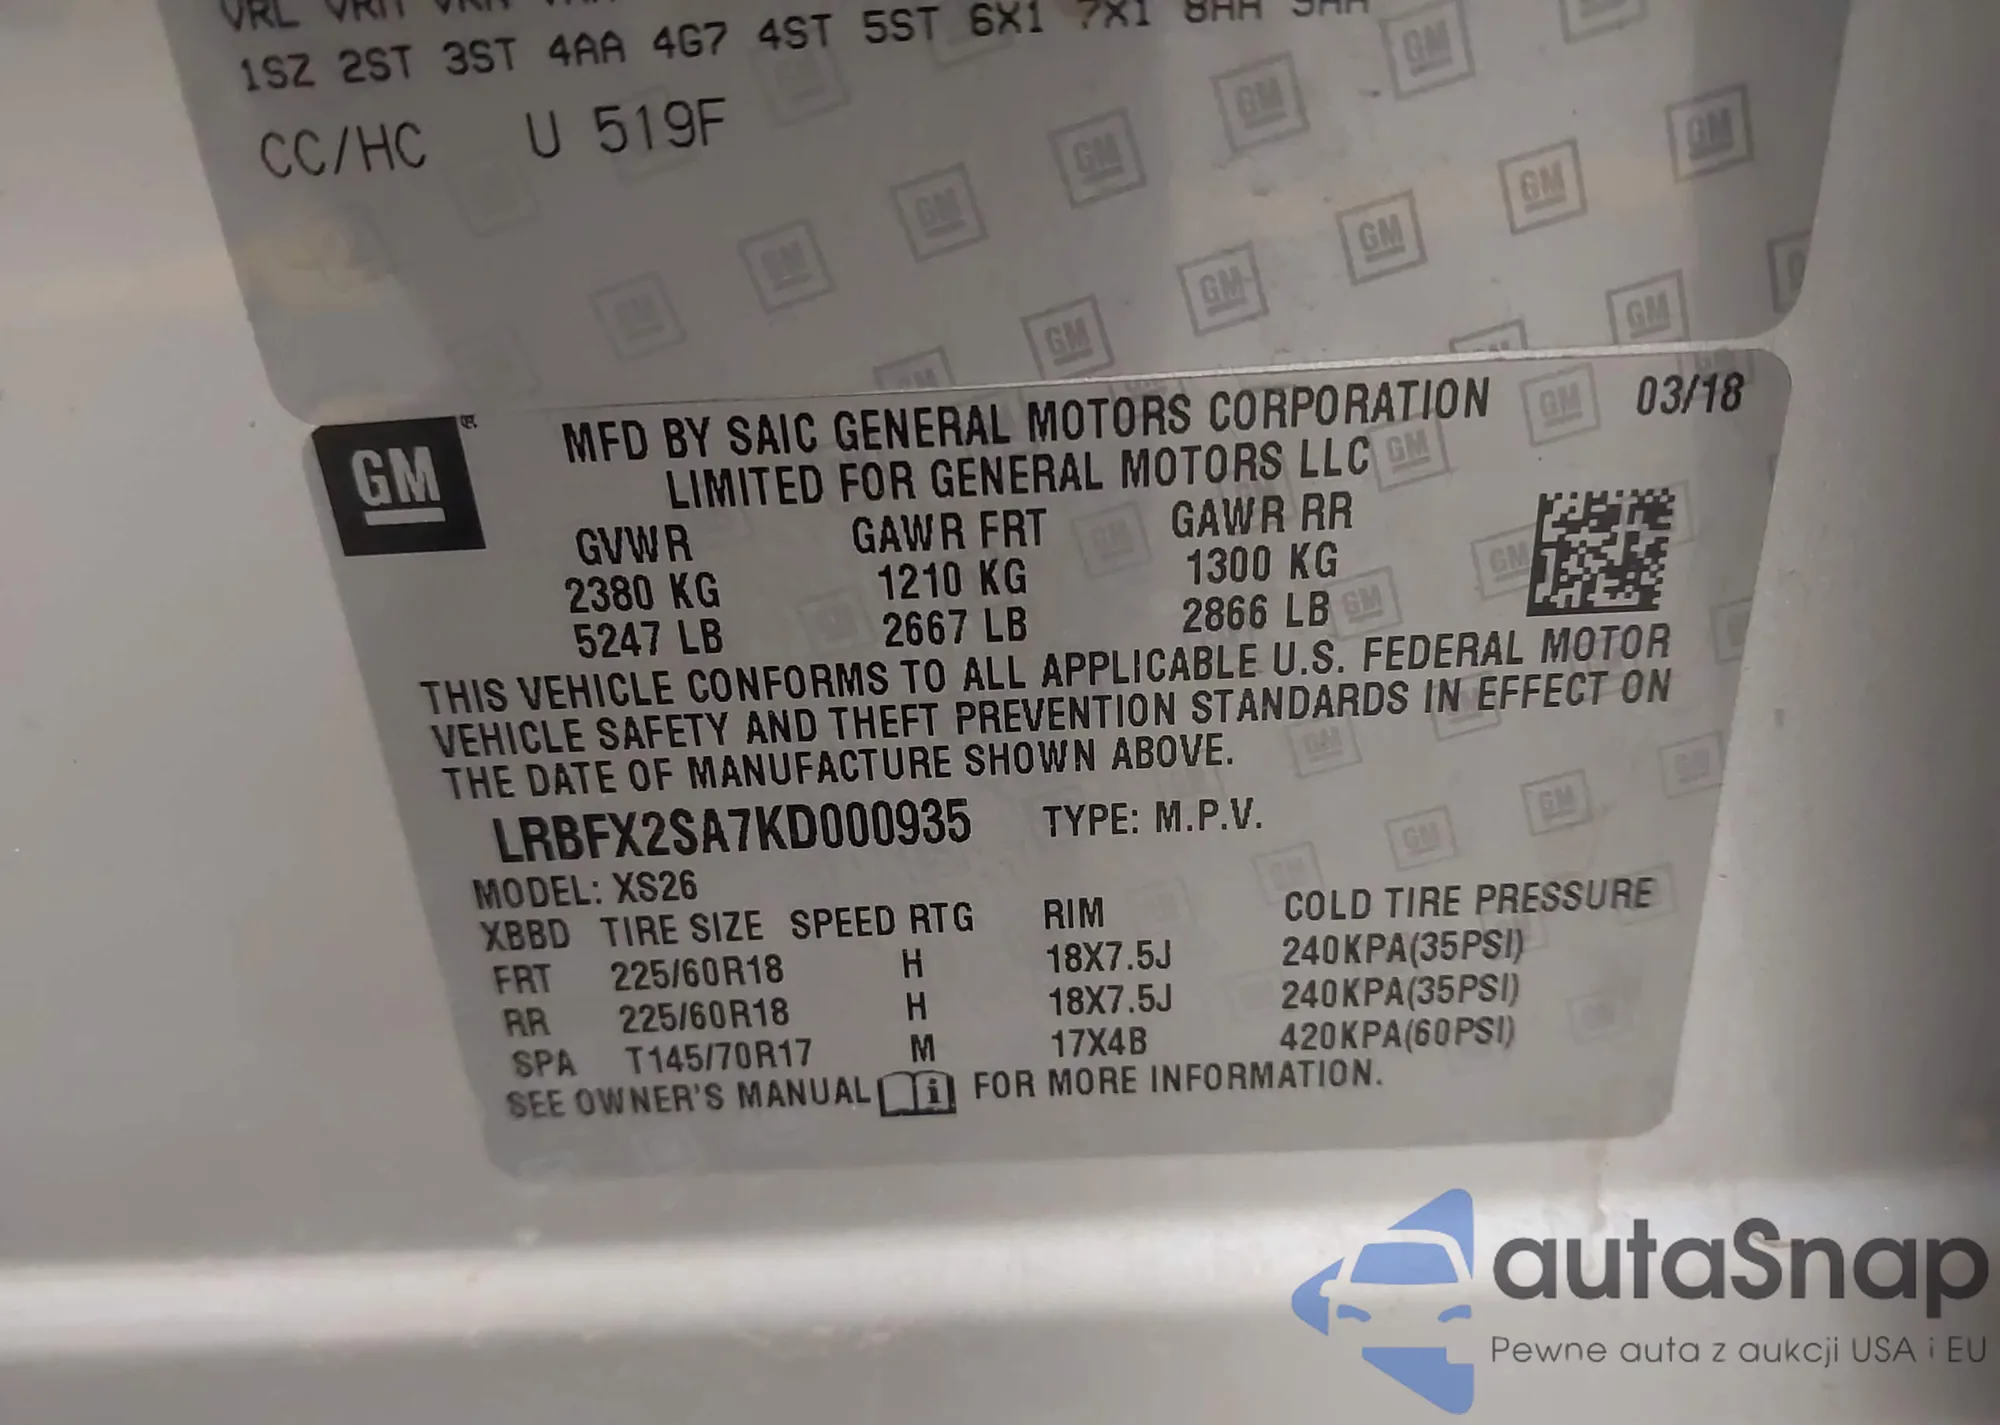 VRL VRM VRR
1SZ 2ST 3ST 4AA 4G7 4ST 5ST 6X1 7X1 8AA 9AA
CC/HC U 519F
GM
MFD BY SAIC GENERAL MOTORS CORPORATION 03/18
LIMITED FOR GENERAL MOTORS LLC
GVWR GAWR FRT GAWR RR
2380 KG 1210 KG 1300 KG
5247 LB 2667 LB 2866 LB
THIS VEHICLE CONFORMS TO ALL APPLICABLE U.S. FEDERAL MOTOR
VEHICLE SAFETY AND THEFT PREVENTION STANDARDS IN EFFECT ON
THE DATE OF MANUFACTURE SHOWN ABOVE.
LRBFX2SA7KD000935 TYPE: M.P.V.
MODEL: XS26
XBBD TIRE SIZE SPEED RTG RIM COLD TIRE PRESSURE
FRT 225/60R18 H 18X7.5J 240KPA(35PSI)
RR 225/60R18 H 18X7.5J 240KPA(35PSI)
SPA T145/70R17 M 17X4B 420KPA(60PSI)
SEE OWNER'S MANUAL FOR MORE INFORMATION.
autaSnap
Pewne auta z aukcji USA i EU